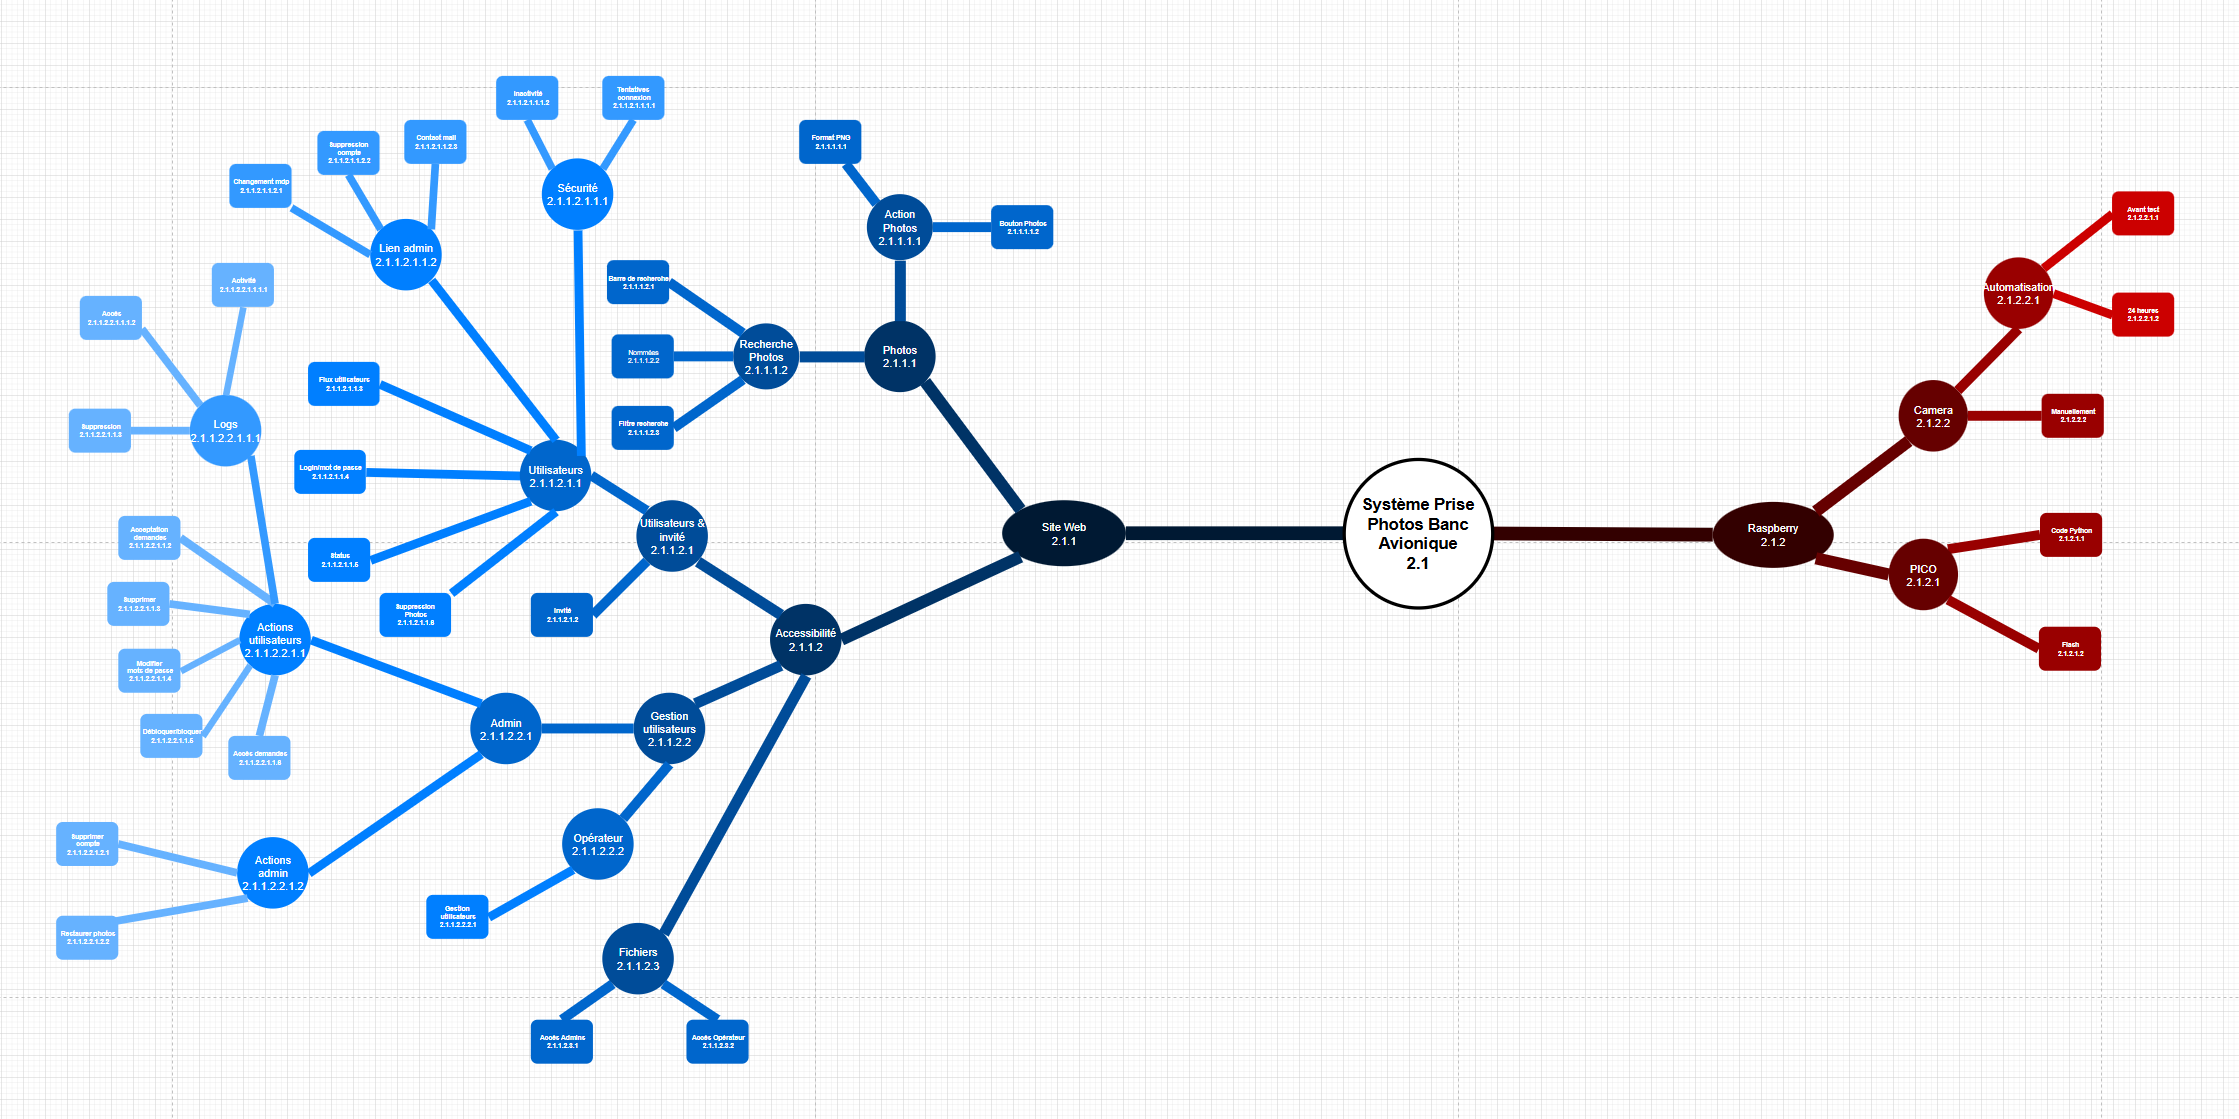 Inactivité
2.1.1.2.1.1.1.2
Tentatives
connexion
2.1.1.2.1.1.1.1
Contact mail
2.1.1.2.1.1.2.3
Suppression
compte
2.1.1.2.1.1.2.2
Changement mdp
2.1.1.2.1.1.2.1
Sécurité
2.1.1.2.1.1.1
Lien admin
2.1.1.2.1.1.2
Format PNG
2.1.1.1.1.1
Action
Photos
2.1.1.1.1
Bouton Photos
2.1.1.1.1.2
Barre de recherche
2.1.1.1.2.1
Nommées
2.1.1.1.2.2
Filtre recherche
2.1.1.1.2.3
Recherche
Photos
2.1.1.1.2
Photos
2.1.1.1
Activité
2.1.1.2.2.1.1.1.1
Accès
2.1.1.2.2.1.1.1.2
Suppression
2.1.1.2.2.1.1.3
Logs
2.1.1.2.2.1.1.1
Flux utilisateurs
2.1.1.2.1.1.3
Login/mot de passe
2.1.1.2.1.1.4
Status
2.1.1.2.1.1.5
Suppression
Photos
2.1.1.2.1.1.6
Utilisateurs
2.1.1.2.1.1
Utilisateurs &
invité
2.1.1.2.1
Invité
2.1.1.2.1.2
Site Web
2.1.1
Système Prise
Photos Banc
Avionique
2.1
Accessibilité
2.1.1.2
Acceptation
demandes
2.1.1.2.2.1.1.2
Supprimer
2.1.1.2.2.1.1.3
Modifier
mots de passe
2.1.1.2.2.1.1.4
Débloquer/bloquer
2.1.1.2.2.1.1.5
Accès demandes
2.1.1.2.2.1.1.6
Actions
utilisateurs
2.1.1.2.2.1.1
Admin
2.1.1.2.2.1
Gestion
utilisateurs
2.1.1.2.2
Opérateur
2.1.1.2.2.2
Gestion
utilisateurs
2.1.1.2.2.2.1
Supprimer
compte
2.1.1.2.2.1.2.1
Actions
admin
2.1.1.2.2.1.2
Restaurer photos
2.1.1.2.2.1.2.2
Fichiers
2.1.1.2.3
Accès Admins
2.1.1.2.3.1
Accès Opérateur
2.1.1.2.3.2
Avant test
2.1.2.2.1.1
Automatisation
2.1.2.2.1
24 heures
2.1.2.2.1.2
Camera
2.1.2.2
Manuellement
2.1.2.2.2
Raspberry
2.1.2
Code Python
2.1.2.1.1
PICO
2.1.2.1
Flash
2.1.2.1.2